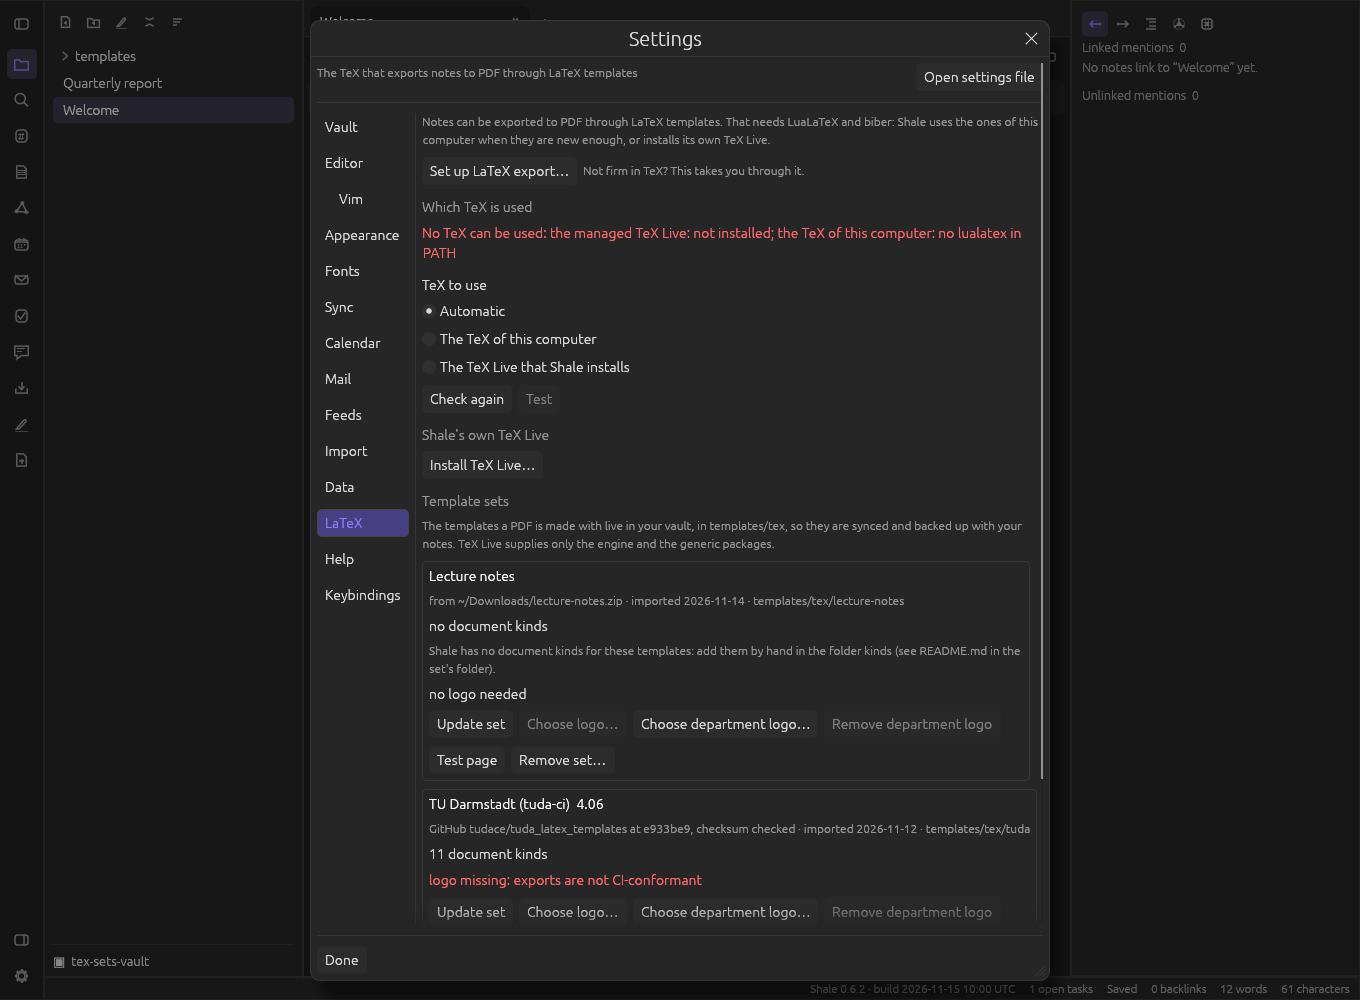 templates
Quarterly report
Welcome
tex-sets-vault
Settings
The TeX that exports notes to PDF through LaTeX templates
Open settings file
Vault
Editor
Vim
Appearance
Fonts
Sync
Calendar
Mail
Feeds
Import
Data
LaTeX
Help
Keybindings
Notes can be exported to PDF through LaTeX templates. That needs LuaLaTeX and biber: Shale uses the ones of this
computer when they are new enough, or installs its own TeX Live.
Set up LaTeX export…
Not firm in TeX? This takes you through it.
Which TeX is used
No TeX can be used: the managed TeX Live: not installed; the TeX of this computer: no lualatex in
PATH
TeX to use
Automatic
The TeX of this computer
The TeX Live that Shale installs
Check again
Test
Shale's own TeX Live
Install TeX Live…
Template sets
The templates a PDF is made with live in your vault, in templates/tex, so they are synced and backed up with your
notes. TeX Live supplies only the engine and the generic packages.
Lecture notes
from ~/Downloads/lecture-notes.zip · imported 2026-11-14 · templates/tex/lecture-notes
no document kinds
Shale has no document kinds for these templates: add them by hand in the folder kinds (see README.md in the
set's folder).
no logo needed
Update set
Choose logo…
Choose department logo…
Remove department logo
Test page
Remove set…
TU Darmstadt (tuda-ci) 4.06
GitHub tudace/tuda_latex_templates at e933be9, checksum checked · imported 2026-11-12 · templates/tex/tuda
11 document kinds
logo missing: exports are not CI-conformant
Update set
Choose logo…
Choose department logo…
Remove department logo
Done
Linked mentions 0
No notes link to “Welcome” yet.
Unlinked mentions 0
Shale 0.6.2 · build 2026-11-15 10:00 UTC
1 open tasks
Saved
0 backlinks
12 words
61 characters